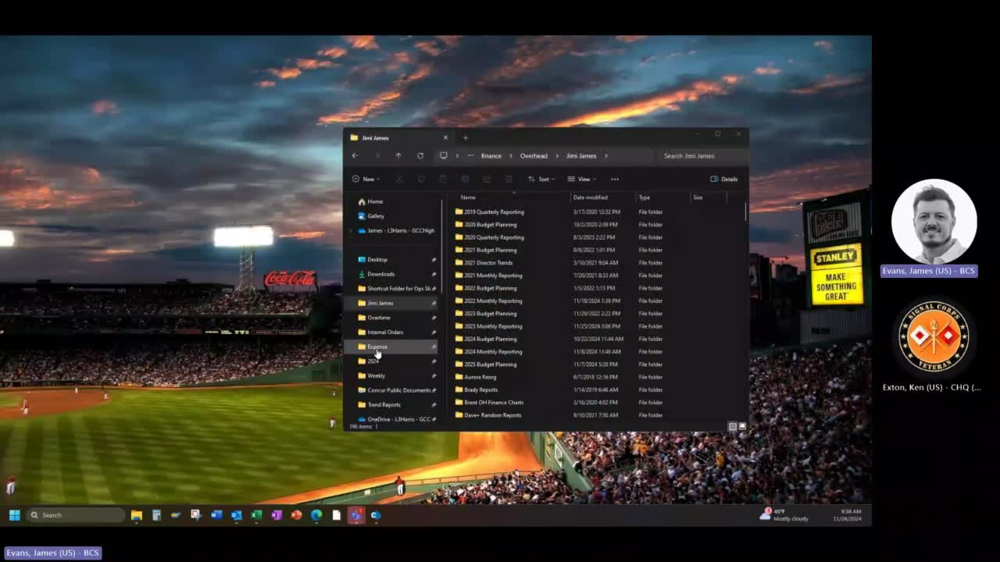 Jimi James
finance > Overhead > Jimi James >
Search Jimi James
New
Sort
View
Details
Name
Date modified
Type
Size
Home
Gallery
James - L3Harris - GCCHigh
Desktop
Downloads
Shortcut Folder for Ops Sl
Jimi James
Overtime
Internal Orders
Expense
2024
Weekly
Concur Public Documents
Trend Reports
OneDrive - L3Harris - GCC
2019 Quarterly Reporting 3/17/2020 12:32 PM File folder
2020 Budget Planning 10/2/2020 2:59 PM File folder
2020 Quarterly Reporting 8/3/2023 2:22 PM File folder
2021 Budget Planning 8/8/2022 1:01 PM File folder
2021 Director Trends 3/10/2021 9:04 AM File folder
2021 Monthly Reporting 7/20/2021 8:33 AM File folder
2022 Budget Planning 1/5/2022 1:13 PM File folder
2022 Monthly Reporting 11/18/2024 1:38 PM File folder
2023 Budget Planning 11/29/2022 2:22 PM File folder
2023 Monthly Reporting 11/25/2024 3:06 PM File folder
2024 Budget Planning 10/22/2024 11:44 AM File folder
2024 Monthly Reporting 11/8/2024 11:48 AM File folder
2025 Budget Planning 11/7/2024 5:28 PM File folder
Aurora Reorg 6/7/2018 12:16 PM File folder
Brady Reports 1/14/2019 6:46 AM File folder
Brent OH Finance Charts 3/16/2020 4:02 PM File folder
Dave+ Random Reports 9/10/2021 7:56 AM File folder
196 items
Coca-Cola
STANLEY
MAKE
SOMETHING
GREAT
Evans, James (US) - BCS
SIGNAL CORPS
VETERAN
Exton, Ken (US) - CHQ (...
Search
1
45°F
Mostly cloudy
9:38 AM
11/26/2024
Evans, James (US) - BCS